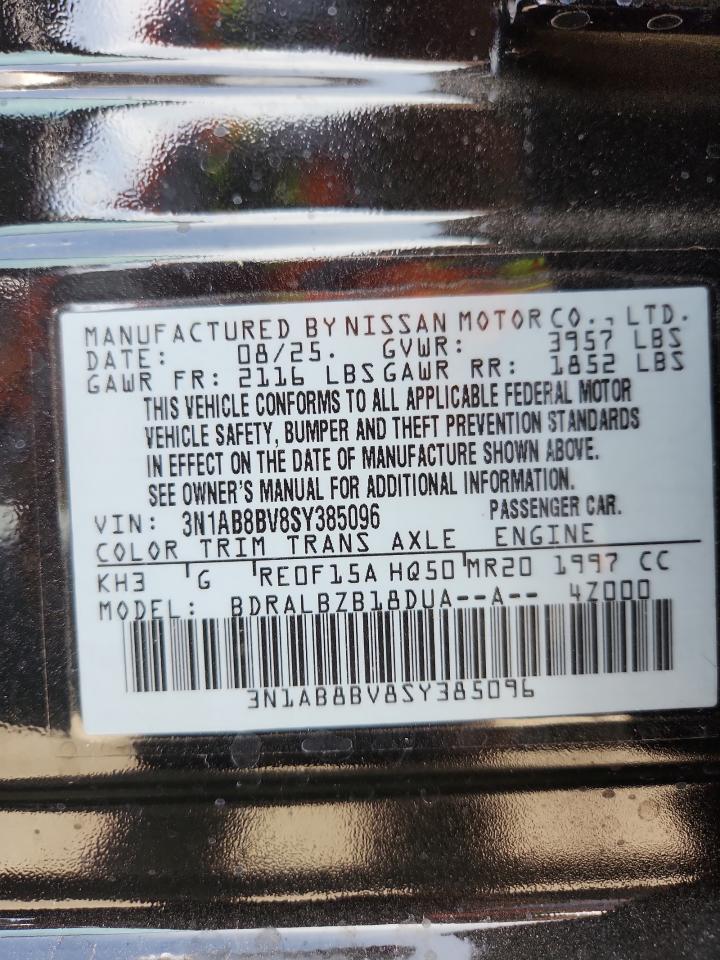 MANUFACTURED BY NISSAN MOTOR CO., LTD.
DATE: 08/25. GVWR: 3957 LBS
GAWR FR: 2116 LBS GAWR RR: 1852 LBS
THIS VEHICLE CONFORMS TO ALL APPLICABLE FEDERAL MOTOR
VEHICLE SAFETY, BUMPER AND THEFT PREVENTION STANDARDS
IN EFFECT ON THE DATE OF MANUFACTURE SHOWN ABOVE.
SEE OWNER'S MANUAL FOR ADDITIONAL INFORMATION.
VIN: 3N1AB8BV8SY385096 PASSENGER CAR.
COLOR TRIM TRANS AXLE ENGINE
KH3 G RE0F15A HQ50 MR20 1997 CC
MODEL: BDRALBZB18DUA--A-- 4Z000
3N1AB8BV8SY385096